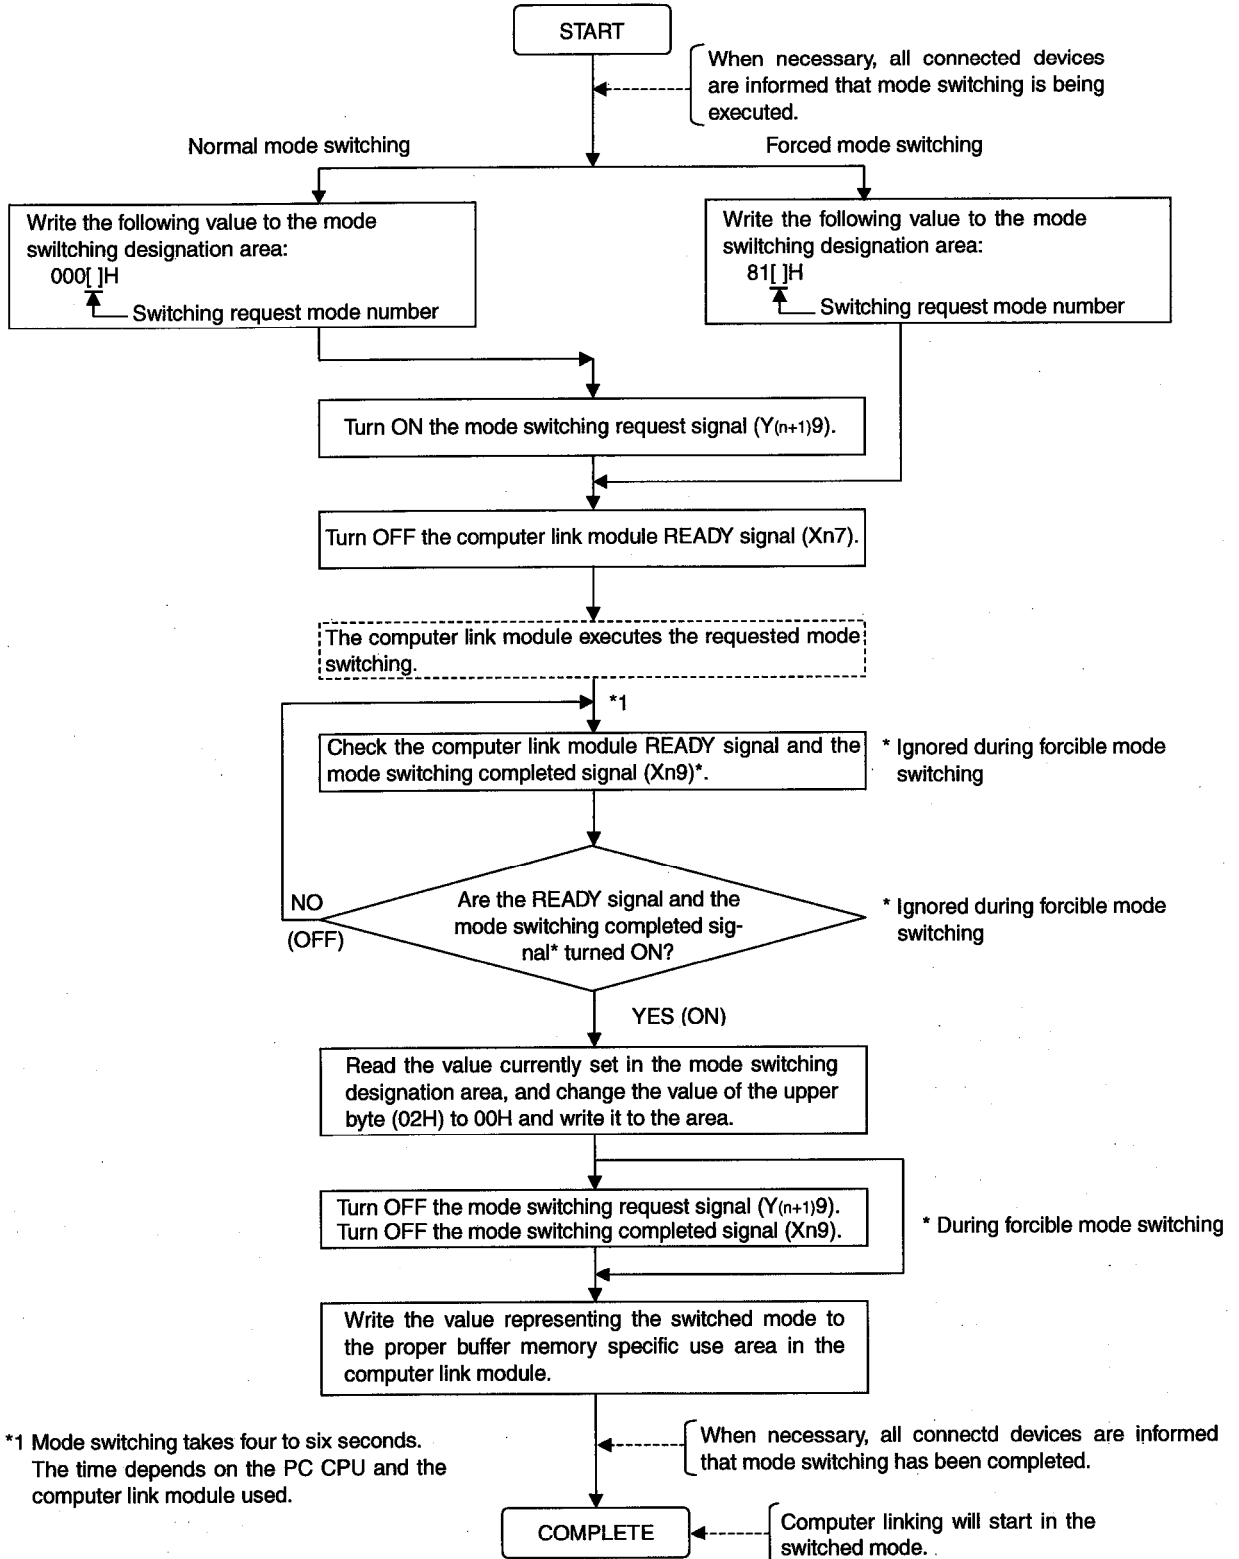 START
When necessary, all connected devices
are informed that mode switching is being
executed.
Normal mode switching
Forced mode switching
Write the following value to the mode
swiltching designation area:
000[ ]H
Switching request mode number
Write the following value to the mode
swiltching designation area:
81[ ]H
Switching request mode number
Turn ON the mode switching request signal (Y(n+1)9).
Turn OFF the computer link module READY signal (Xn7).
The computer link module executes the requested mode
switching.
*1
Check the computer link module READY signal and the
mode switching completed signal (Xn9)*.
* Ignored during forcible mode
switching
NO
(OFF)
Are the READY signal and the
mode switching completed sig-
nal* turned ON?
* Ignored during forcible mode
switching
YES (ON)
Read the value currently set in the mode switching
designation area, and change the value of the upper
byte (02H) to 00H and write it to the area.
Turn OFF the mode switching request signal (Y(n+1)9).
Turn OFF the mode switching completed signal (Xn9).
* During forcible mode switching
Write the value representing the switched mode to
the proper buffer memory specific use area in the
computer link module.
*1 Mode switching takes four to six seconds.
The time depends on the PC CPU and the
computer link module used.
When necessary, all connectd devices are informed
that mode switching has been completed.
COMPLETE
Computer linking will start in the
switched mode.